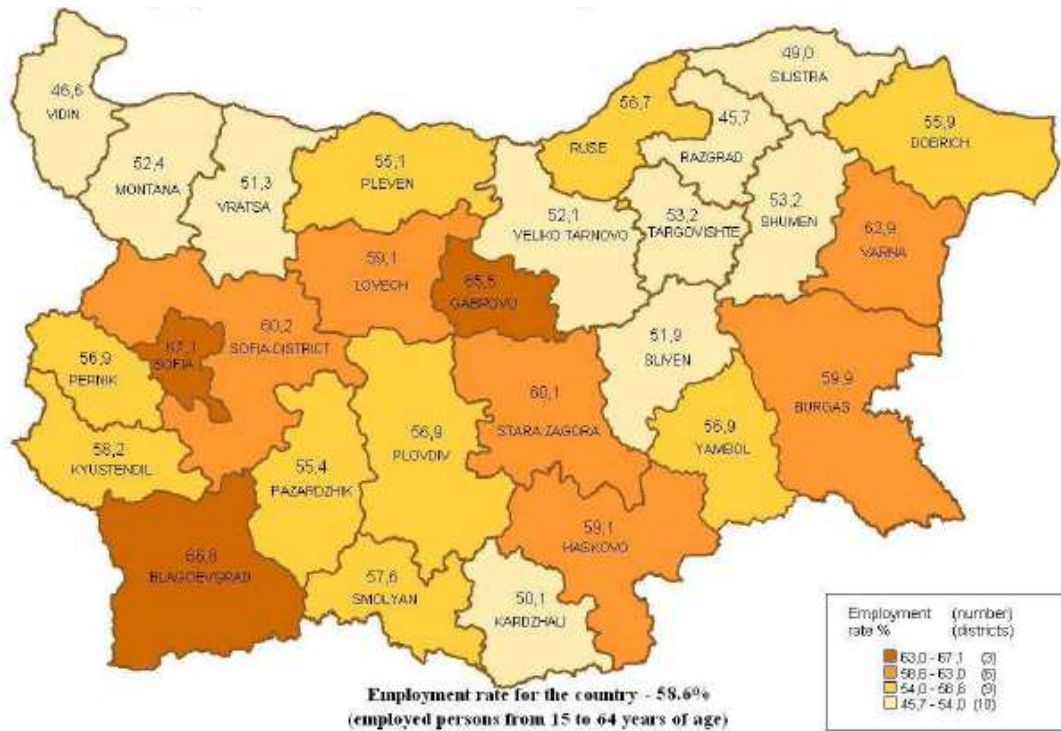 49,0
SILISTRA
46,6
VIDIN
56,7
RUSE
45,7
RAZGRAD
55,9
DOBRICH
52,4
MONTANA
51,3
VRATSA
55,1
PLEVEN
52,1
VELIKO TARNOVO
53,2
TARGOVISHTE
53,2
SHUMEN
62,9
VARNA
59,1
LOVECH
65,5
GABROVO
60,2
SOFIA-DISTRICT
67,1
SOFIA
56,9
PERNIK
51,9
SLIVEN
59,9
BURGAS
58,2
KYUSTENDIL
55,4
PAZARDZHIK
56,9
PLOVDIV
60,1
STARA ZAGORA
56,9
YAMBOL
66,8
BLAGOEVGRAD
57,6
SMOLYAN
59,1
HASKOVO
50,1
KARDZHALI
Employment (number)
rate % (districts)
63,0 - 67,1 (3)
58,6 - 63,0 (6)
54,0 - 58,6 (9)
45,7 - 54,0 (10)
Employment rate for the country - 58.6%
(employed persons from 15 to 64 years of age)